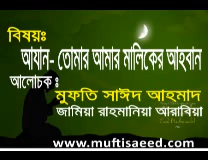 বিষয়ঃ
আযান- তোমার আমার মালিকের আহবান
আলোচক ঃ
মুফতি সাঈদ আহমাদ
জামিয়া রাহমানিয়া আরাবিয়া
www.muftisaeed.com